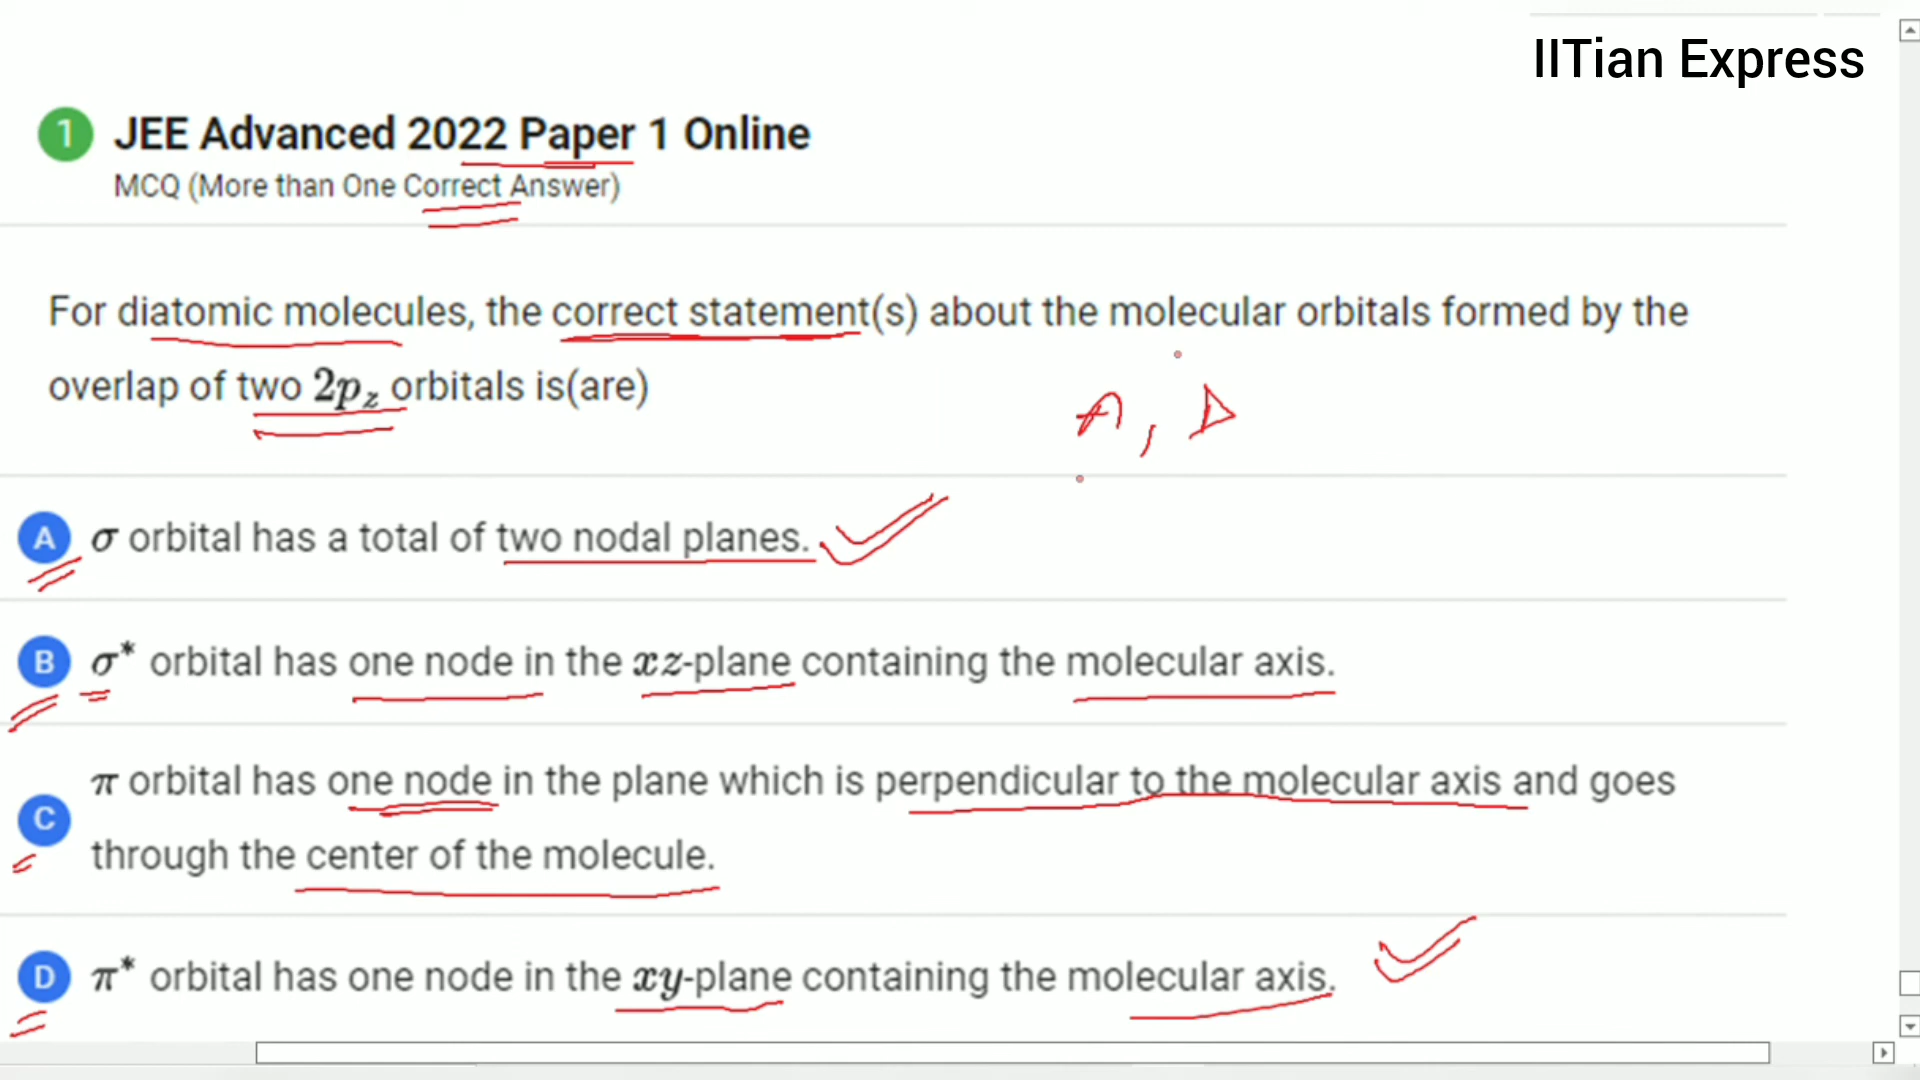 IITian Express
1 JEE Advanced 2022 Paper 1 Online
MCQ (More than One Correct Answer)
For diatomic molecules, the correct statement(s) about the molecular orbitals formed by the
overlap of two 2p_z orbitals is(are)
A, D
A σ orbital has a total of two nodal planes.
B σ* orbital has one node in the xz-plane containing the molecular axis.
C π orbital has one node in the plane which is perpendicular to the molecular axis and goes
through the center of the molecule.
D π* orbital has one node in the xy-plane containing the molecular axis.